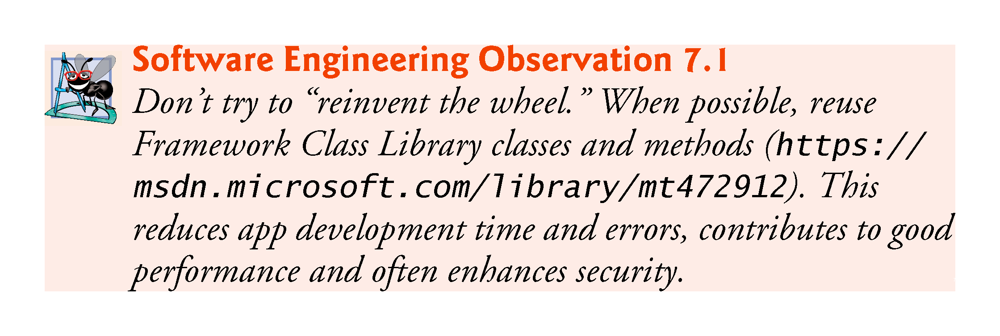 Software Engineering Observation 7.1
Don’t try to “reinvent the wheel.” When possible, reuse
Framework Class Library classes and methods (https://
msdn.microsoft.com/library/mt472912). This
reduces app development time and errors, contributes to good
performance and often enhances security.